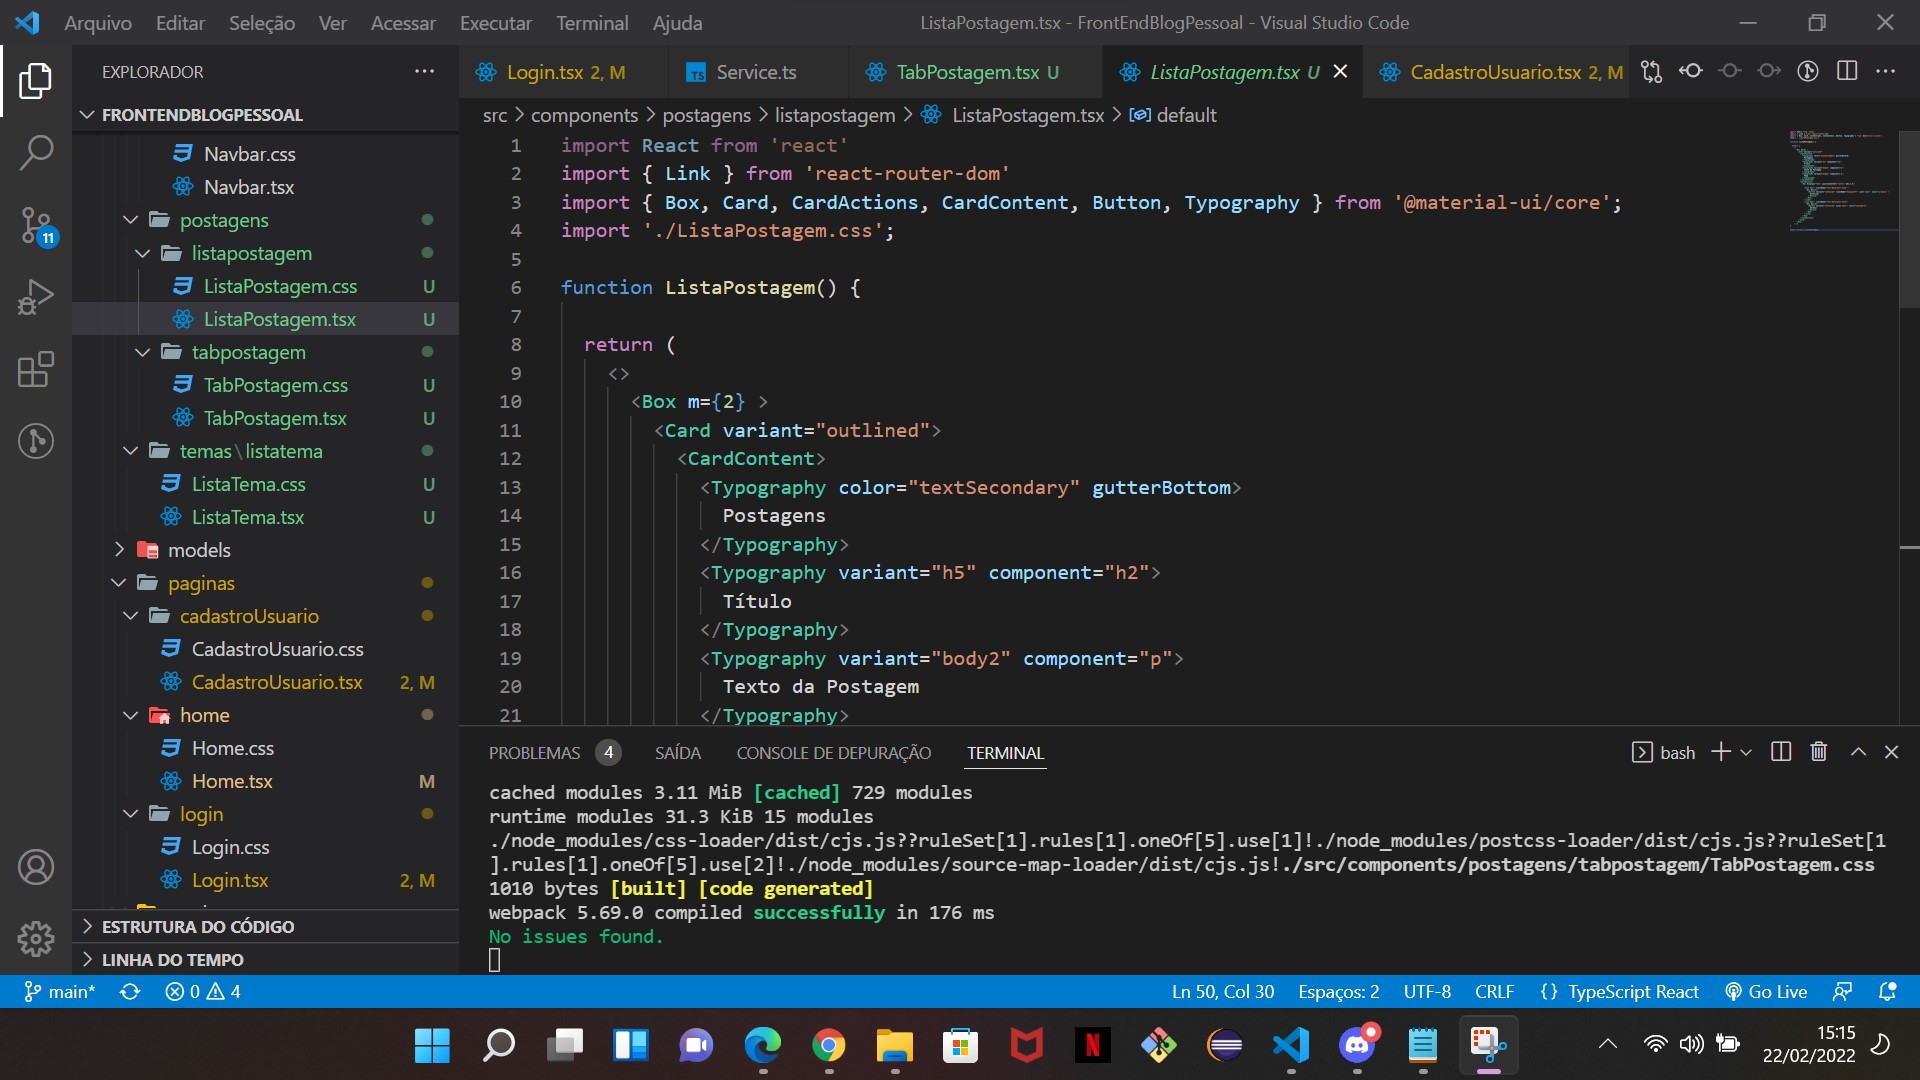 Arquivo Editar Seleção Ver Acessar Executar Terminal Ajuda ListaPostagem.tsx - FrontEndBlogPessoal - Visual Studio Code
EXPLORADOR
Login.tsx 2, M TS Service.ts TabPostagem.tsx U ListaPostagem.tsx U CadastroUsuario.tsx 2, M
FRONTENDBLOGPESSOAL
Navbar.css
Navbar.tsx
postagens
listapostagem
ListaPostagem.css U
ListaPostagem.tsx U
tabpostagem
TabPostagem.css U
TabPostagem.tsx U
temas\listatema
ListaTema.css U
ListaTema.tsx U
models
paginas
cadastroUsuario
CadastroUsuario.css
CadastroUsuario.tsx 2, M
home
Home.css
Home.tsx M
login
Login.css
Login.tsx 2, M
ESTRUTURA DO CÓDIGO
LINHA DO TEMPO
11
src > components > postagens > listapostagem > ListaPostagem.tsx > default
1 import React from 'react'
2 import { Link } from 'react-router-dom'
3 import { Box, Card, CardActions, CardContent, Button, Typography } from '@material-ui/core';
4 import './ListaPostagem.css';
5
6 function ListaPostagem() {
7
8 return (
9 <>
10 <Box m={2} >
11 <Card variant="outlined">
12 <CardContent>
13 <Typography color="textSecondary" gutterBottom>
14 Postagens
15 </Typography>
16 <Typography variant="h5" component="h2">
17 Título
18 </Typography>
19 <Typography variant="body2" component="p">
20 Texto da Postagem
21 </Typography>
PROBLEMAS 4 SAÍDA CONSOLE DE DEPURAÇÃO TERMINAL bash
cached modules 3.11 MiB [cached] 729 modules
runtime modules 31.3 KiB 15 modules
./node_modules/css-loader/dist/cjs.js??ruleSet[1].rules[1].oneOf[5].use[1]!./node_modules/postcss-loader/dist/cjs.js??ruleSet[1
].rules[1].oneOf[5].use[2]!./node_modules/source-map-loader/dist/cjs.js!./src/components/postagens/tabpostagem/TabPostagem.css
1010 bytes [built] [code generated]
webpack 5.69.0 compiled successfully in 176 ms
No issues found.
main* 0 4 Ln 50, Col 30 Espaços: 2 UTF-8 CRLF {} TypeScript React Go Live
N
15:15
22/02/2022